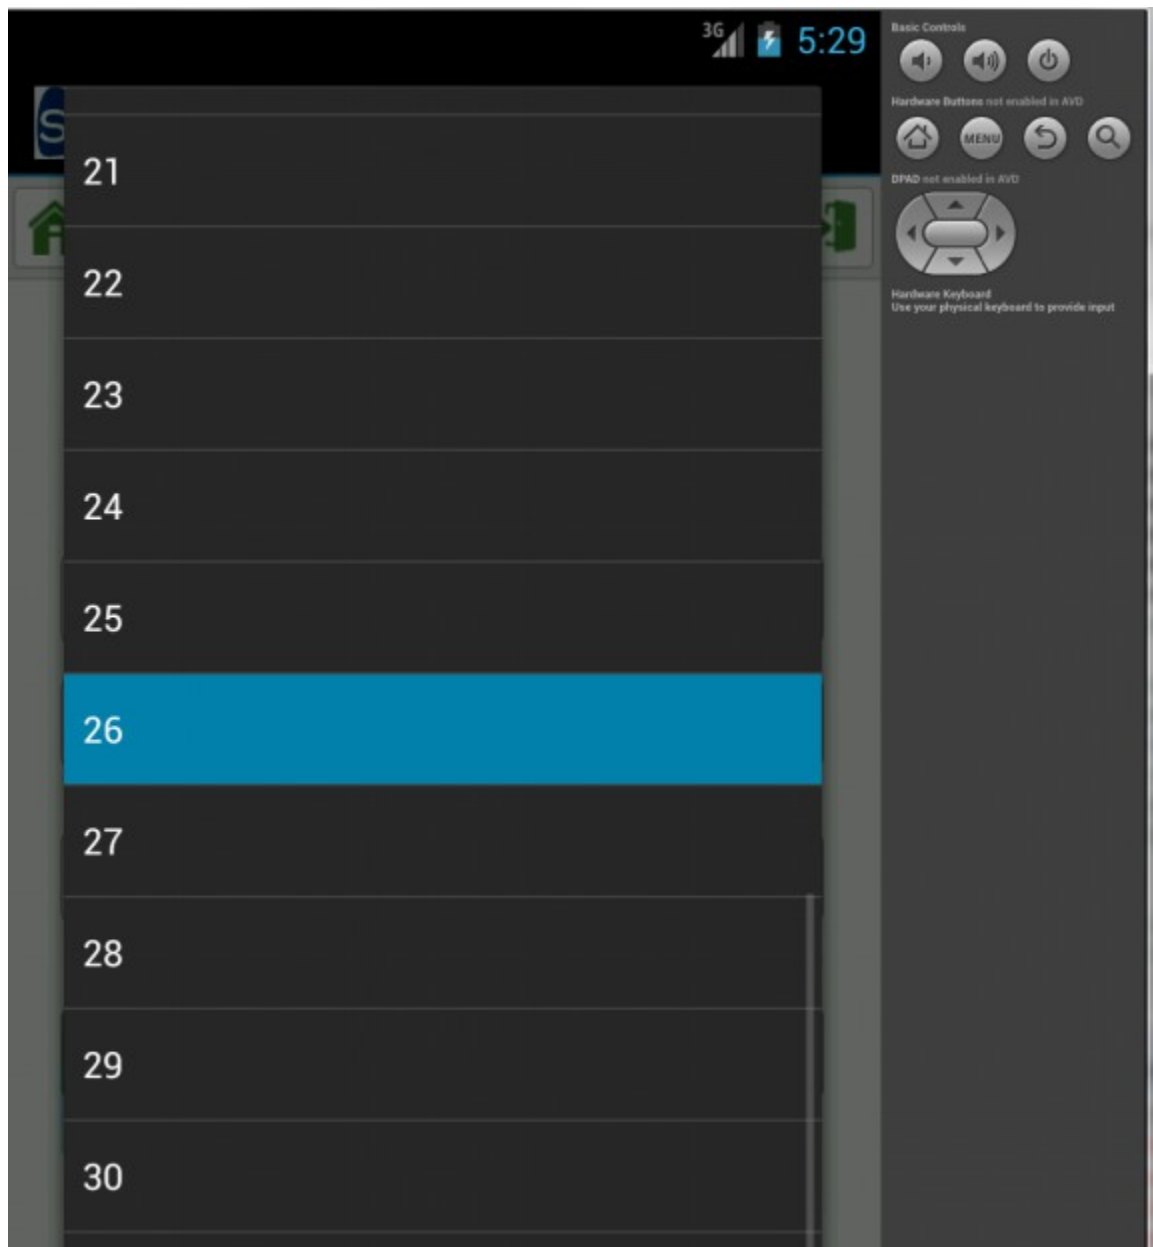 3G 5:29
S
21
22
23
24
25
26
27
28
29
30
Basic Controls
Hardware Buttons not enabled in AVD
MENU
DPAD not enabled in AVD
Hardware Keyboard
Use your physical keyboard to provide input